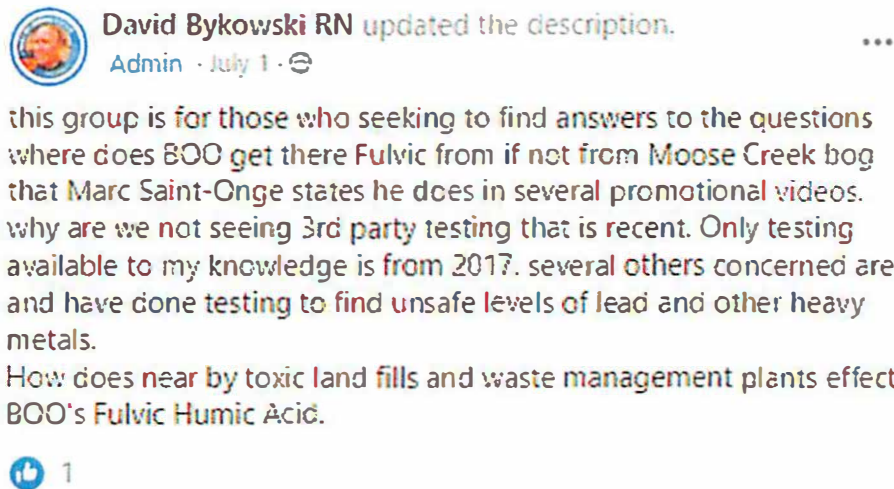 David Bykowski RN updated the description.
Admin · July 1 ·
this group is for those who seeking to find answers to the questions
where does BOO get there Fulvic from if not from Moose Creek bog
that Marc Saint-Onge states he does in several promotional videos.
why are we not seeing 3rd party testing that is recent. Only testing
available to my knowledge is from 2017. several others concerned are
and have done testing to find unsafe levels of lead and other heavy
metals.
How does near by toxic land fills and waste management plants effect
BOO's Fulvic Humic Acid.
1